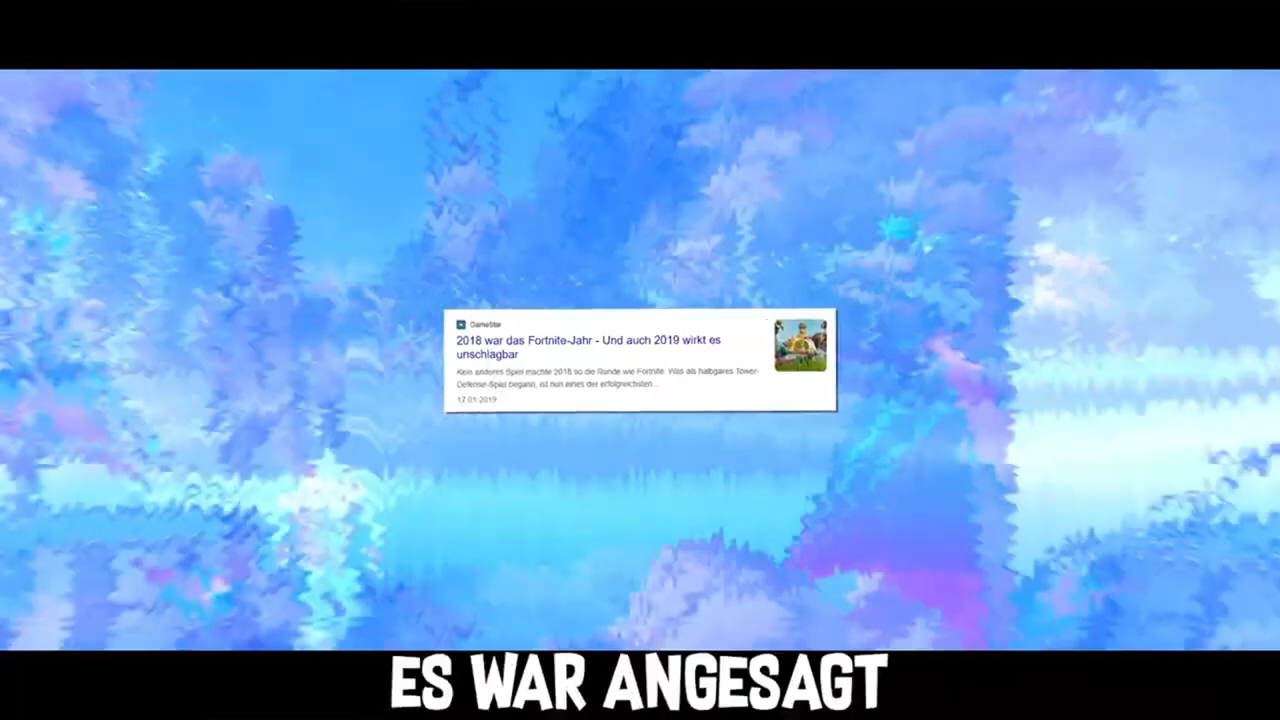 GameStar
2018 war das Fortnite-Jahr - Und auch 2019 wirkt es
unschlagbar
Kein anderes Spiel machte 2018 so die Runde wie Fortnite. Was als halbgares Tower-
Defense-Spiel begann, ist nun eines der erfolgreichsten...
17.01.2019
ES WAR ANGESAGT